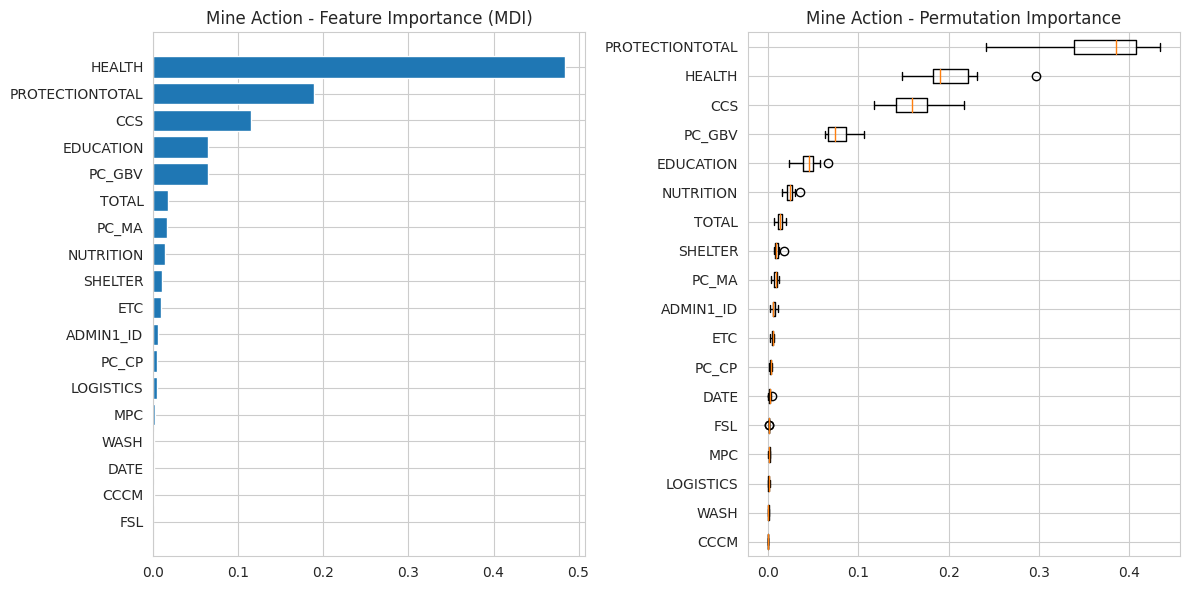 Mine Action - Feature Importance (MDI)
HEALTH
PROTECTIONTOTAL
CCS
EDUCATION
PC_GBV
TOTAL
PC_MA
NUTRITION
SHELTER
ETC
ADMIN1_ID
PC_CP
LOGISTICS
MPC
WASH
DATE
CCCM
FSL
0.0 0.1 0.2 0.3 0.4 0.5
Mine Action - Permutation Importance
PROTECTIONTOTAL
HEALTH
CCS
PC_GBV
EDUCATION
NUTRITION
TOTAL
SHELTER
PC_MA
ADMIN1_ID
ETC
PC_CP
DATE
FSL
MPC
LOGISTICS
WASH
CCCM
0.0 0.1 0.2 0.3 0.4